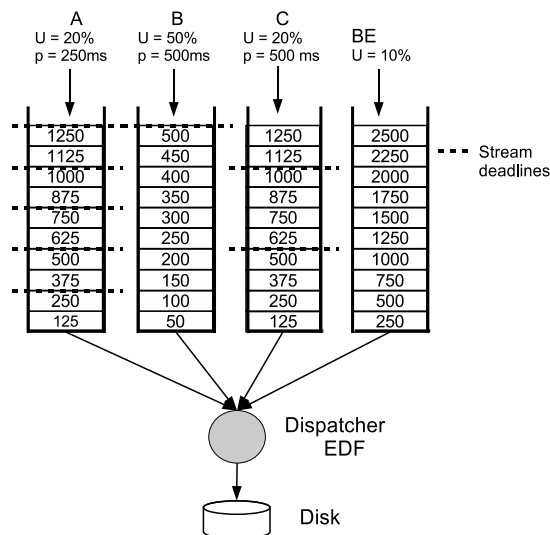 A
U = 20%
p = 250ms
B
U = 50%
p = 500ms
C
U = 20%
p = 500 ms
BE
U = 10%
1250
1125
1000
875
750
625
500
375
250
125
500
450
400
350
300
250
200
150
100
50
1250
1125
1000
875
750
625
500
375
250
125
2500
2250
2000
1750
1500
1250
1000
750
500
250
Stream
deadlines
Dispatcher
EDF
Disk